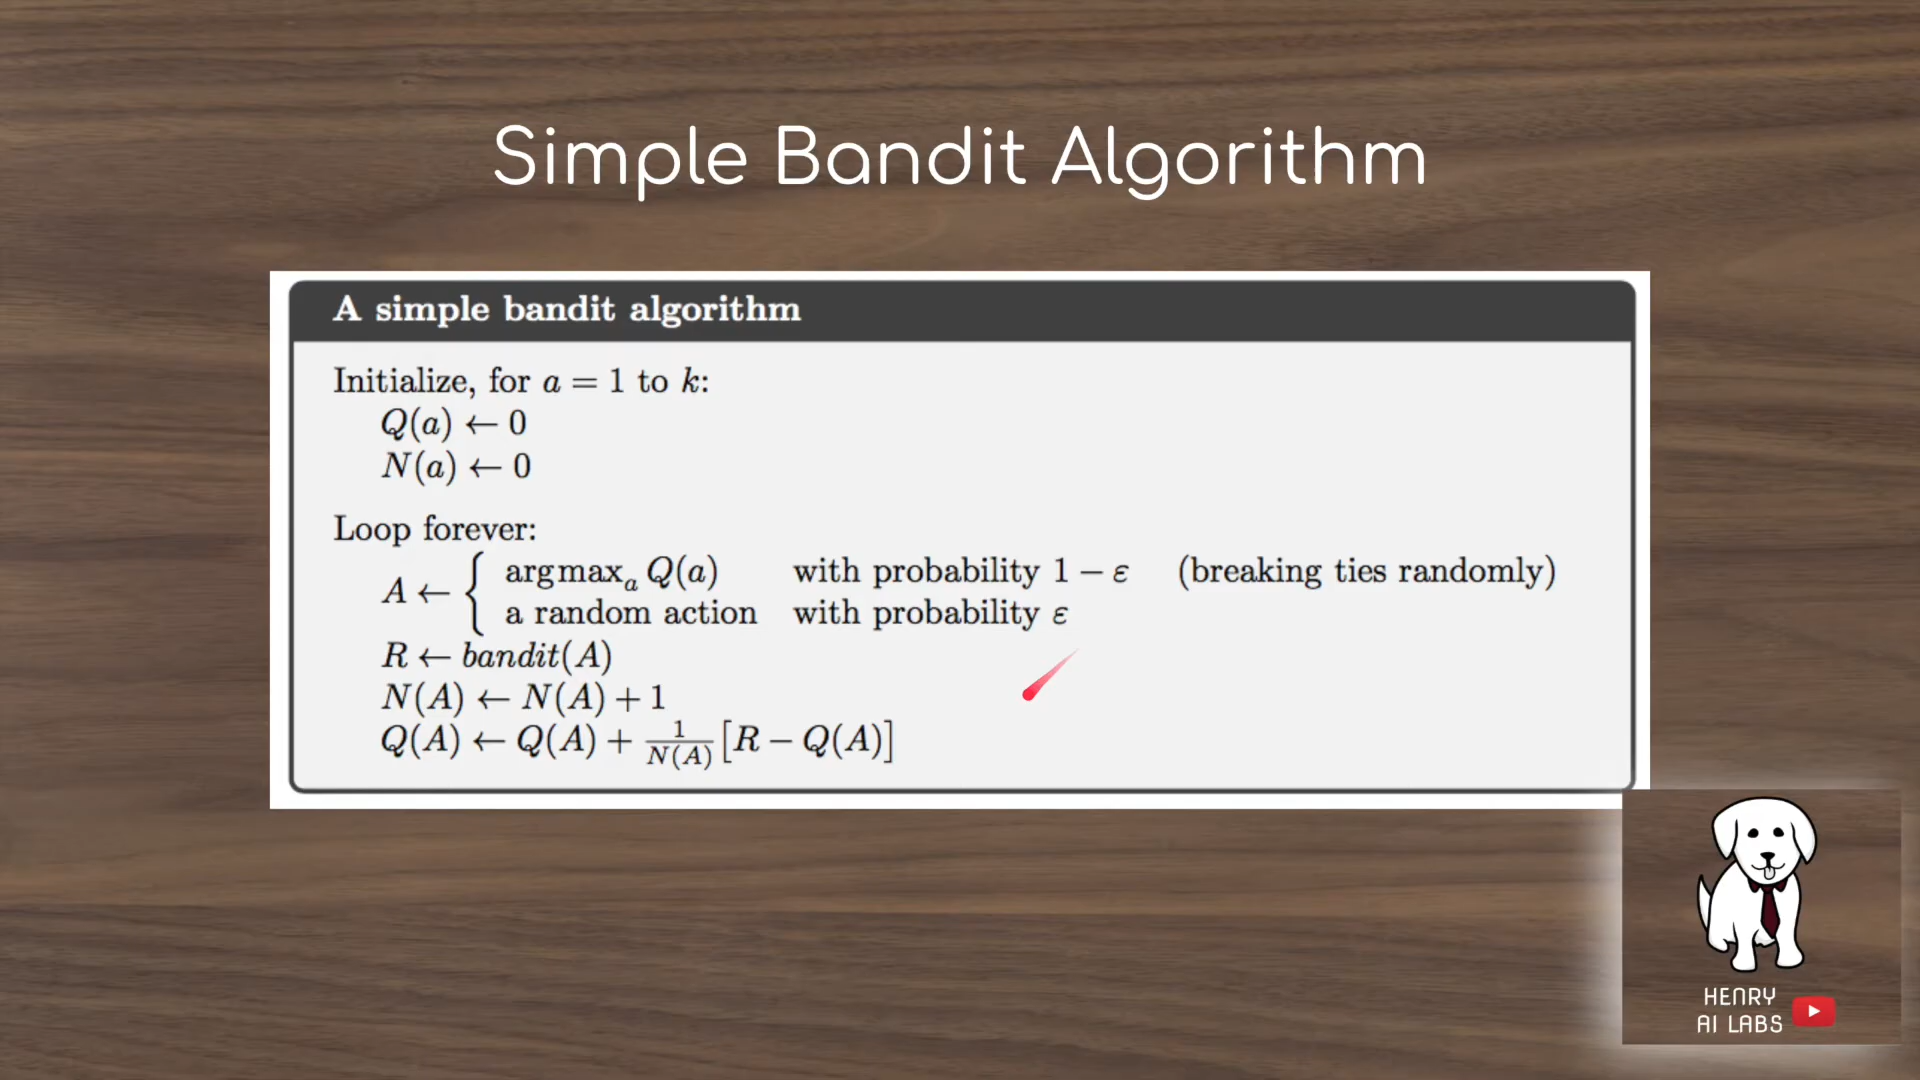 Simple Bandit Algorithm
A simple bandit algorithm
Initialize, for a = 1 to k:
Q(a) ← 0
N(a) ← 0
Loop forever:
A ← { argmaxₐ Q(a) with probability 1 − ε (breaking ties randomly)
a random action with probability ε
R ← bandit(A)
N(A) ← N(A) + 1
Q(A) ← Q(A) + 1/N(A) [R − Q(A)]
HENRY
AI LABS